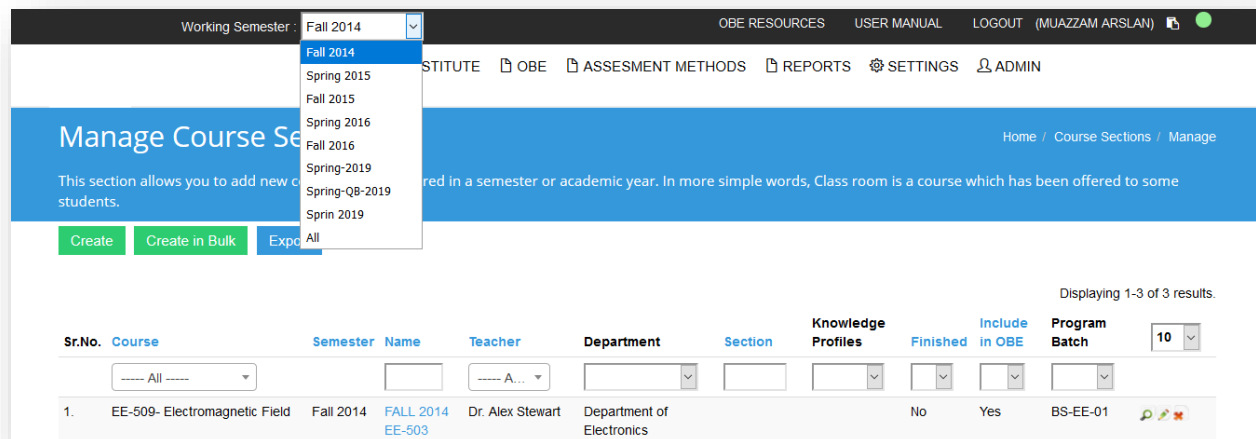 Working Semester : Fall 2014 OBE RESOURCES USER MANUAL LOGOUT (MUAZZAM ARSLAN)
Fall 2014
Spring 2015
Fall 2015
Spring 2016
Fall 2016
Spring-2019
Spring-QB-2019
Sprin 2019
All
STITUTE OBE ASSESMENT METHODS REPORTS SETTINGS ADMIN
Manage Course Se
Home / Course Sections / Manage
This section allows you to add new c red in a semester or academic year. In more simple words, Class room is a course which has been offered to some
students.
Create Create in Bulk Expo
Displaying 1-3 of 3 results.
Sr.No. Course Semester Name Teacher Department Section Knowledge Profiles Finished Include in OBE Program Batch 10
----- All ----- ----- A...
1. EE-509- Electromagnetic Field Fall 2014 FALL 2014 Dr. Alex Stewart Department of No Yes BS-EE-01
EE-503 Electronics